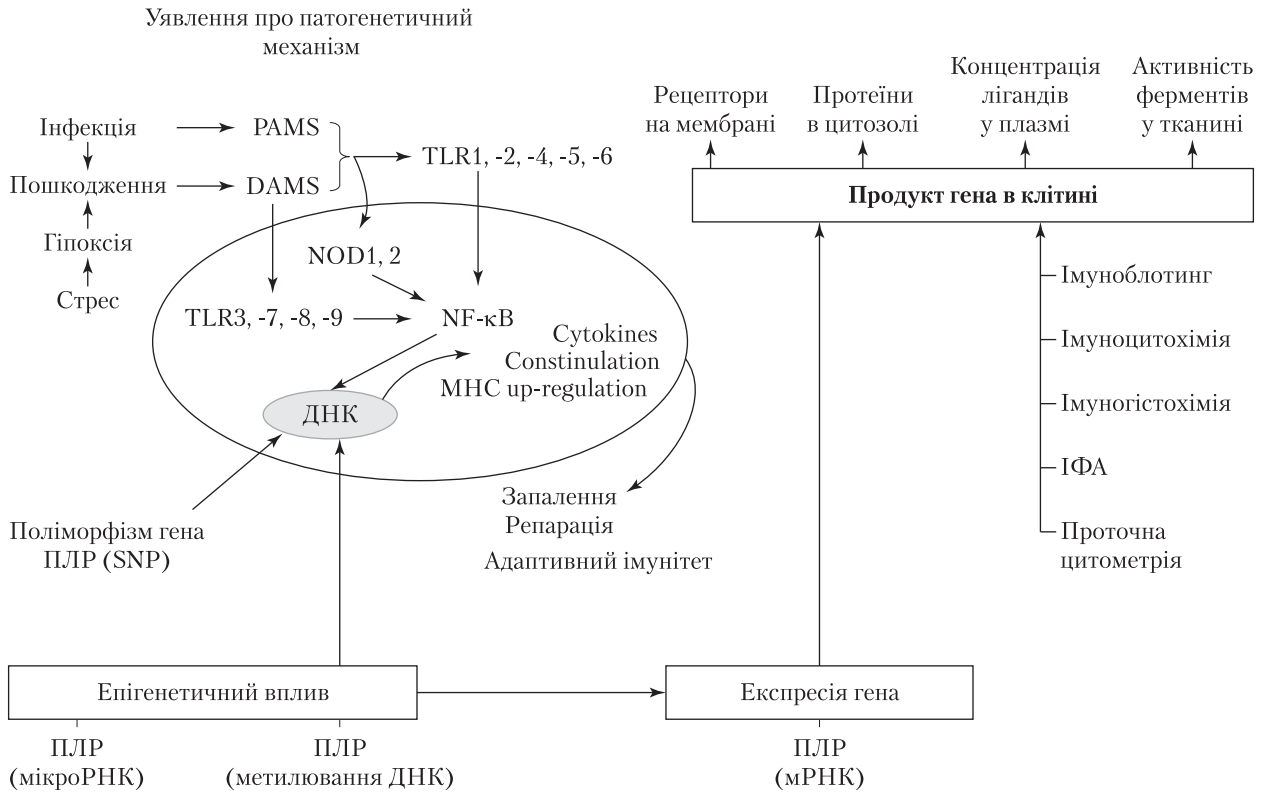 Уявлення про патогенетичний
механізм
Інфекція
PAMS
TLR1, -2, -4, -5, -6
Пошкодження
DAMS
Гіпоксія
Стрес
NOD1, 2
TLR3, -7, -8, -9
NF-κB
Cytokines
Constinulation
MHC up-regulation
ДНК
Запалення
Репарація
Адаптивний імунітет
Поліморфізм гена
ПЛР (SNP)
Рецептори
на мембрані
Протеїни
в цитозолі
Концентрація
лігандів
у плазмі
Активність
ферментів
у тканині
Продукт гена в клітині
Імуноблотинг
Імуноцитохімія
Імуногістохімія
ІФА
Проточна
цитометрія
Епігенетичний вплив
Експресія гена
ПЛР
(мікроРНК)
ПЛР
(метилювання ДНК)
ПЛР
(мРНК)